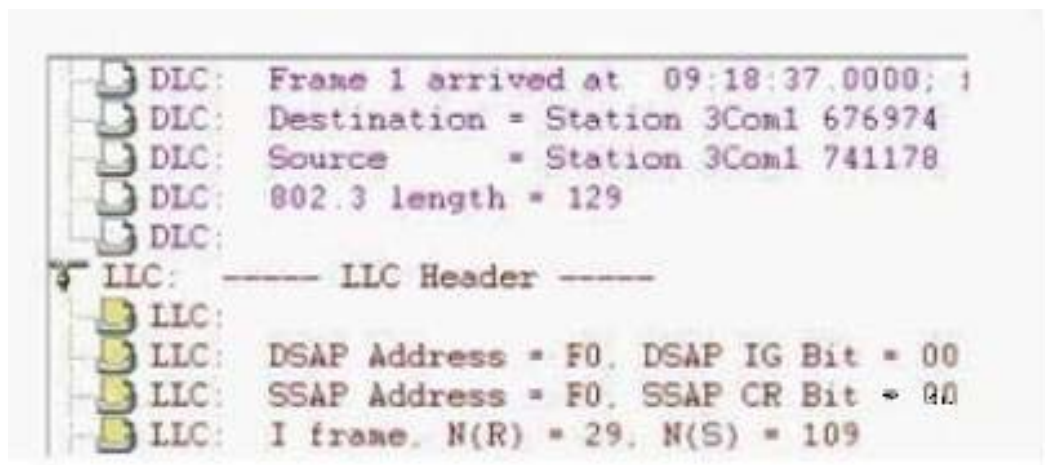 DLC: Frame 1 arrived at 09:18:37.0000;
DLC: Destination = Station 3Com1 676974
DLC: Source = Station 3Com1 741178
DLC: 802.3 length = 129
DLC:
LLC: ----- LLC Header -----
LLC:
LLC: DSAP Address = F0, DSAP IG Bit = 00
LLC: SSAP Address = F0, SSAP CR Bit =
LLC: I frame, N(R) = 29, N(S) = 109